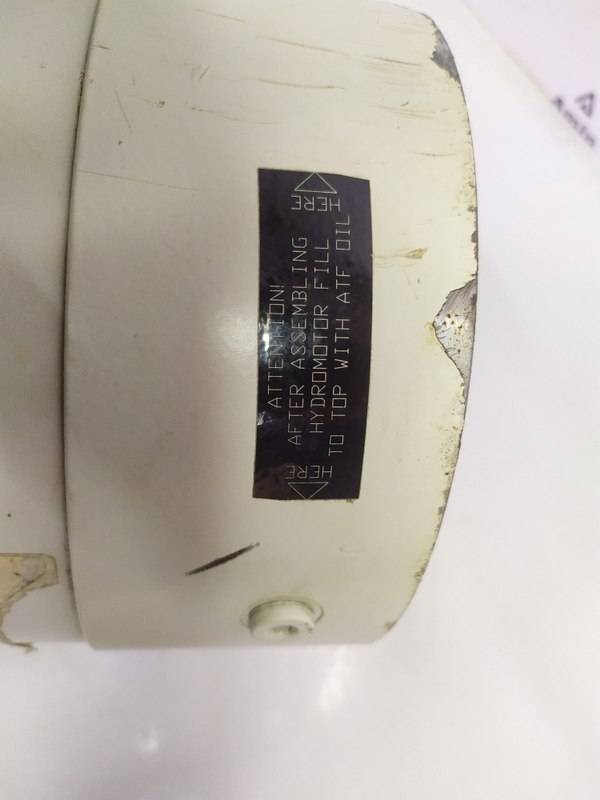 ATTENTION!
AFTER ASSEMBLING
HYDROMOTOR FILL
TO TOP WITH ATF OIL
HERE
HERE